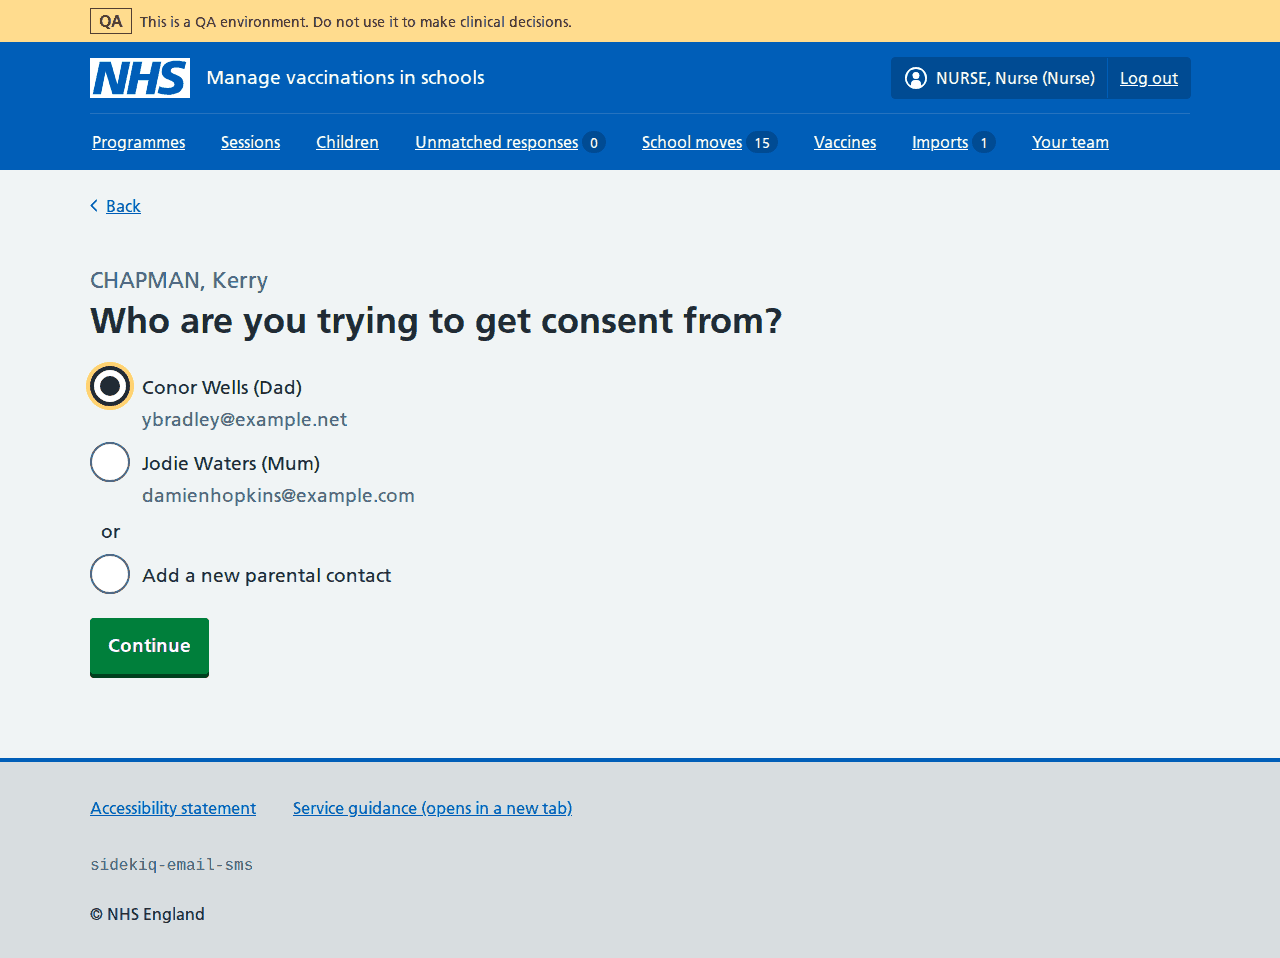 QA This is a QA environment. Do not use it to make clinical decisions.
NHS Manage vaccinations in schools NURSE, Nurse (Nurse) Log out
Programmes Sessions Children Unmatched responses 0 School moves 15 Vaccines Imports 1 Your team
Back
CHAPMAN, Kerry
Who are you trying to get consent from?
Conor Wells (Dad)
ybradley@example.net
Jodie Waters (Mum)
damienhopkins@example.com
or
Add a new parental contact
Continue
Accessibility statement Service guidance (opens in a new tab)
sidekiq-email-sms
© NHS England